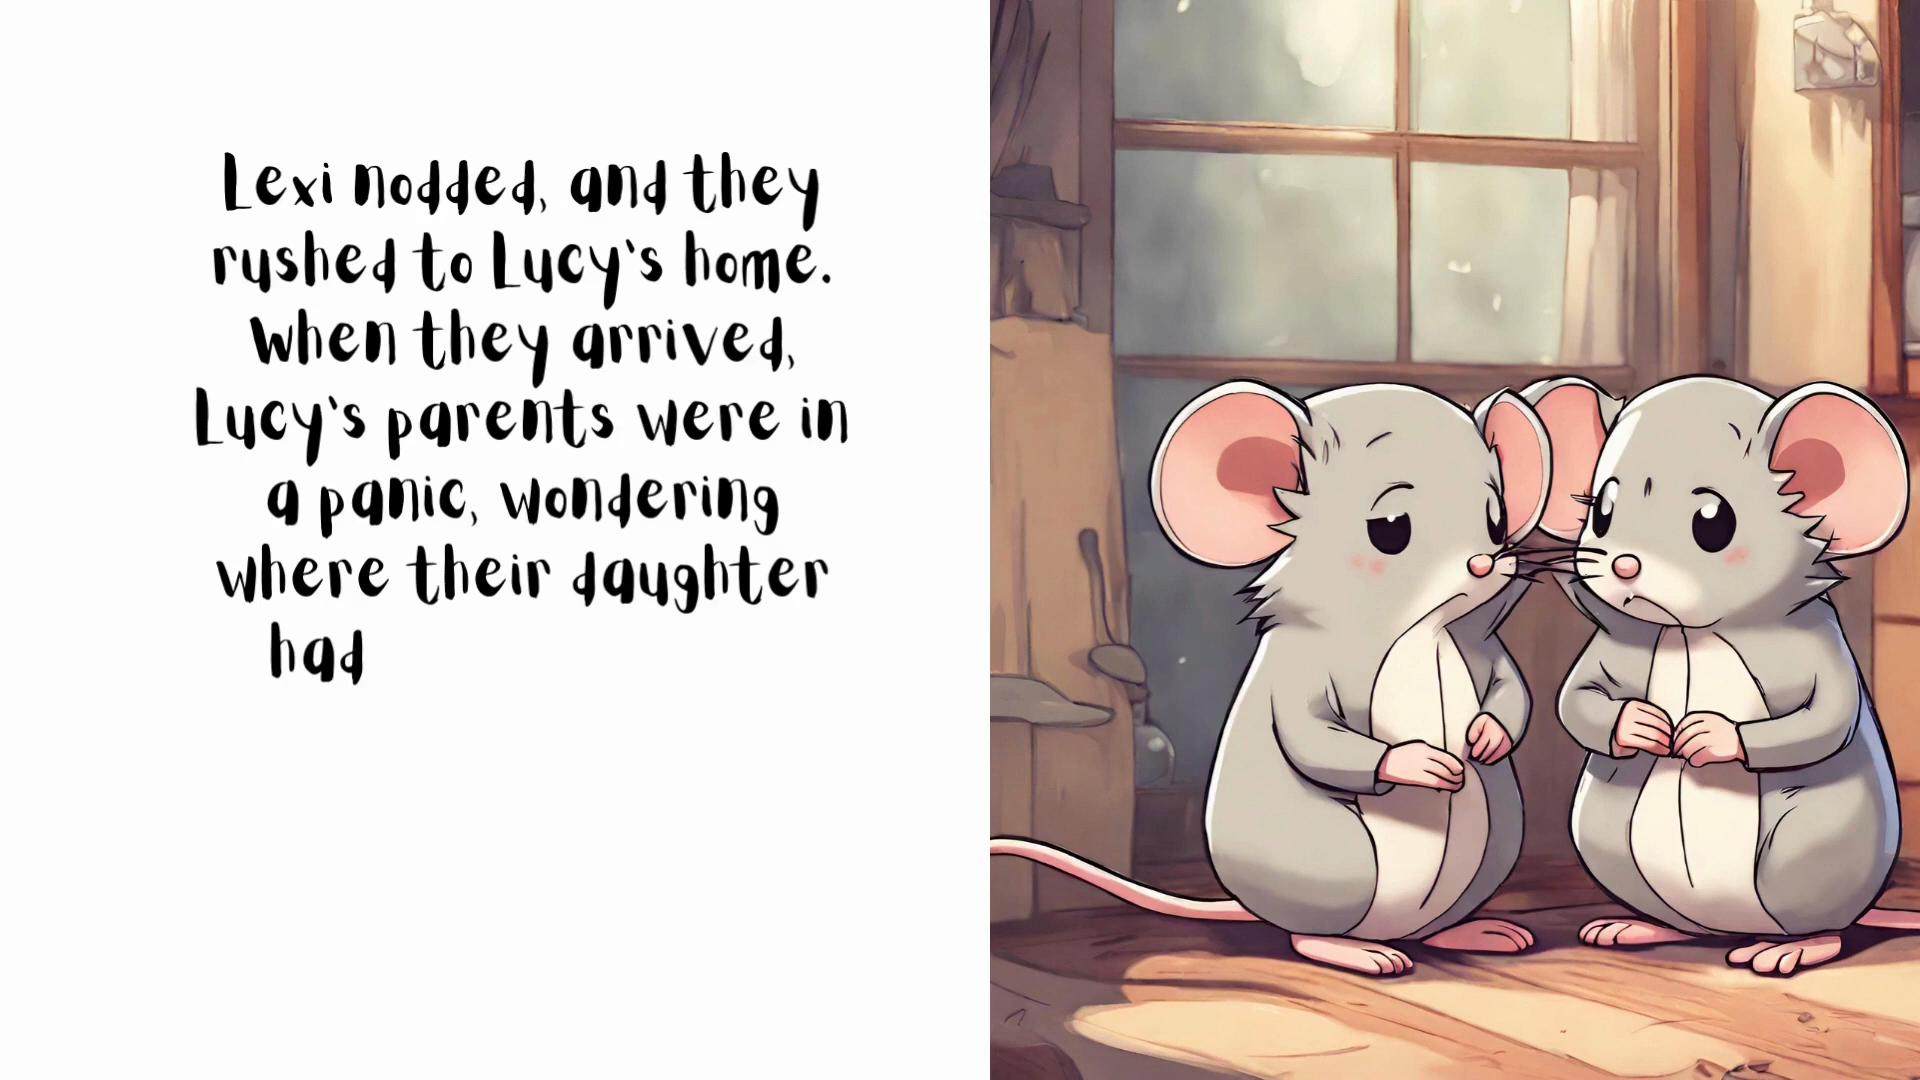 Lexi nodded, and they
rushed to Lucy's home.
When they arrived,
Lucy's parents were in
a panic, wondering
where their daughter
had